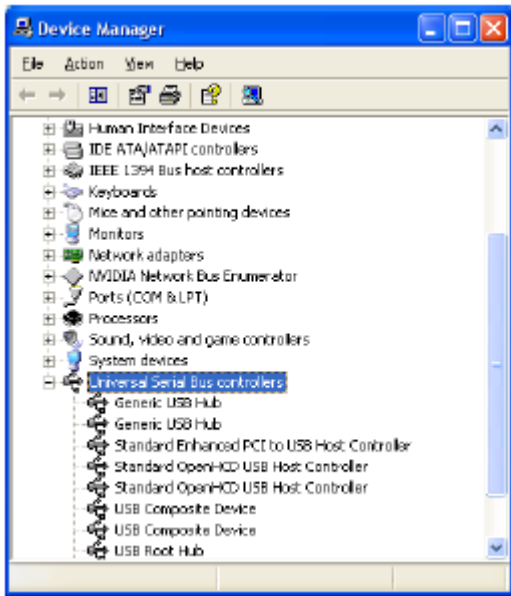 Device Manager
File Action View Help
Human Interface Devices
IDE ATA/ATAPI controllers
IEEE 1394 Bus host controllers
Keyboards
Mice and other pointing devices
Monitors
Network adapters
NVIDIA Network Bus Enumerator
Ports (COM & LPT)
Processors
Sound, video and game controllers
System devices
Universal Serial Bus controllers
Generic USB Hub
Generic USB Hub
Standard Enhanced PCI to USB Host Controller
Standard OpenHCD USB Host Controller
Standard OpenHCD USB Host Controller
USB Composite Device
USB Composite Device
USB Root Hub